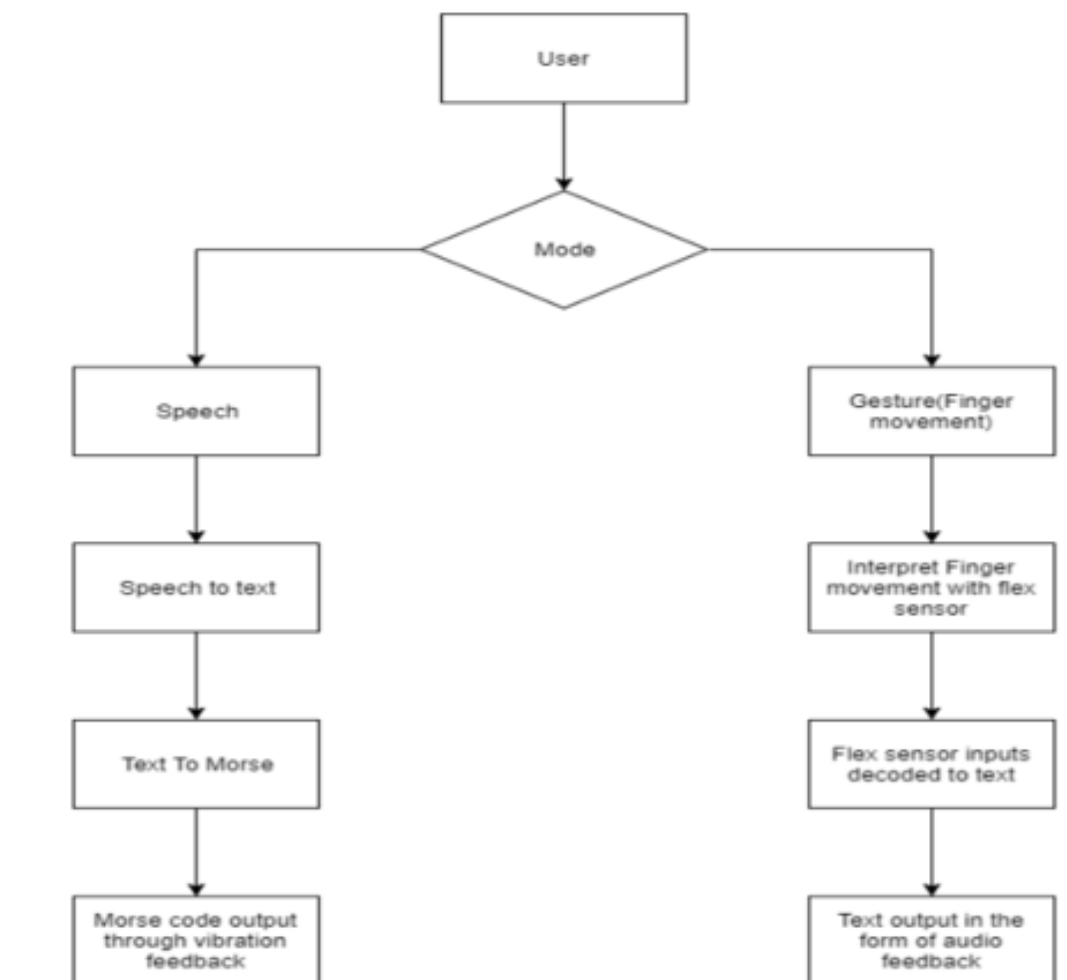 User
Mode
Speech
Gesture(Finger
movement)
Speech to text
Interpret Finger
movement with flex
sensor
Text To Morse
Flex sensor inputs
decoded to text
Morse code output
through vibration
feedback
Text output in the
form of audio
feedback